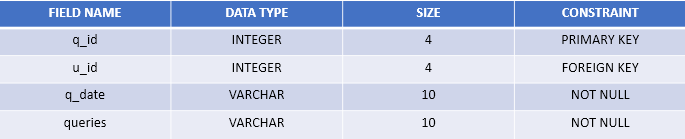 FIELD NAME DATA TYPE SIZE CONSTRAINT
q_id INTEGER 4 PRIMARY KEY
u_id INTEGER 4 FOREIGN KEY
q_date VARCHAR 10 NOT NULL
queries VARCHAR 10 NOT NULL